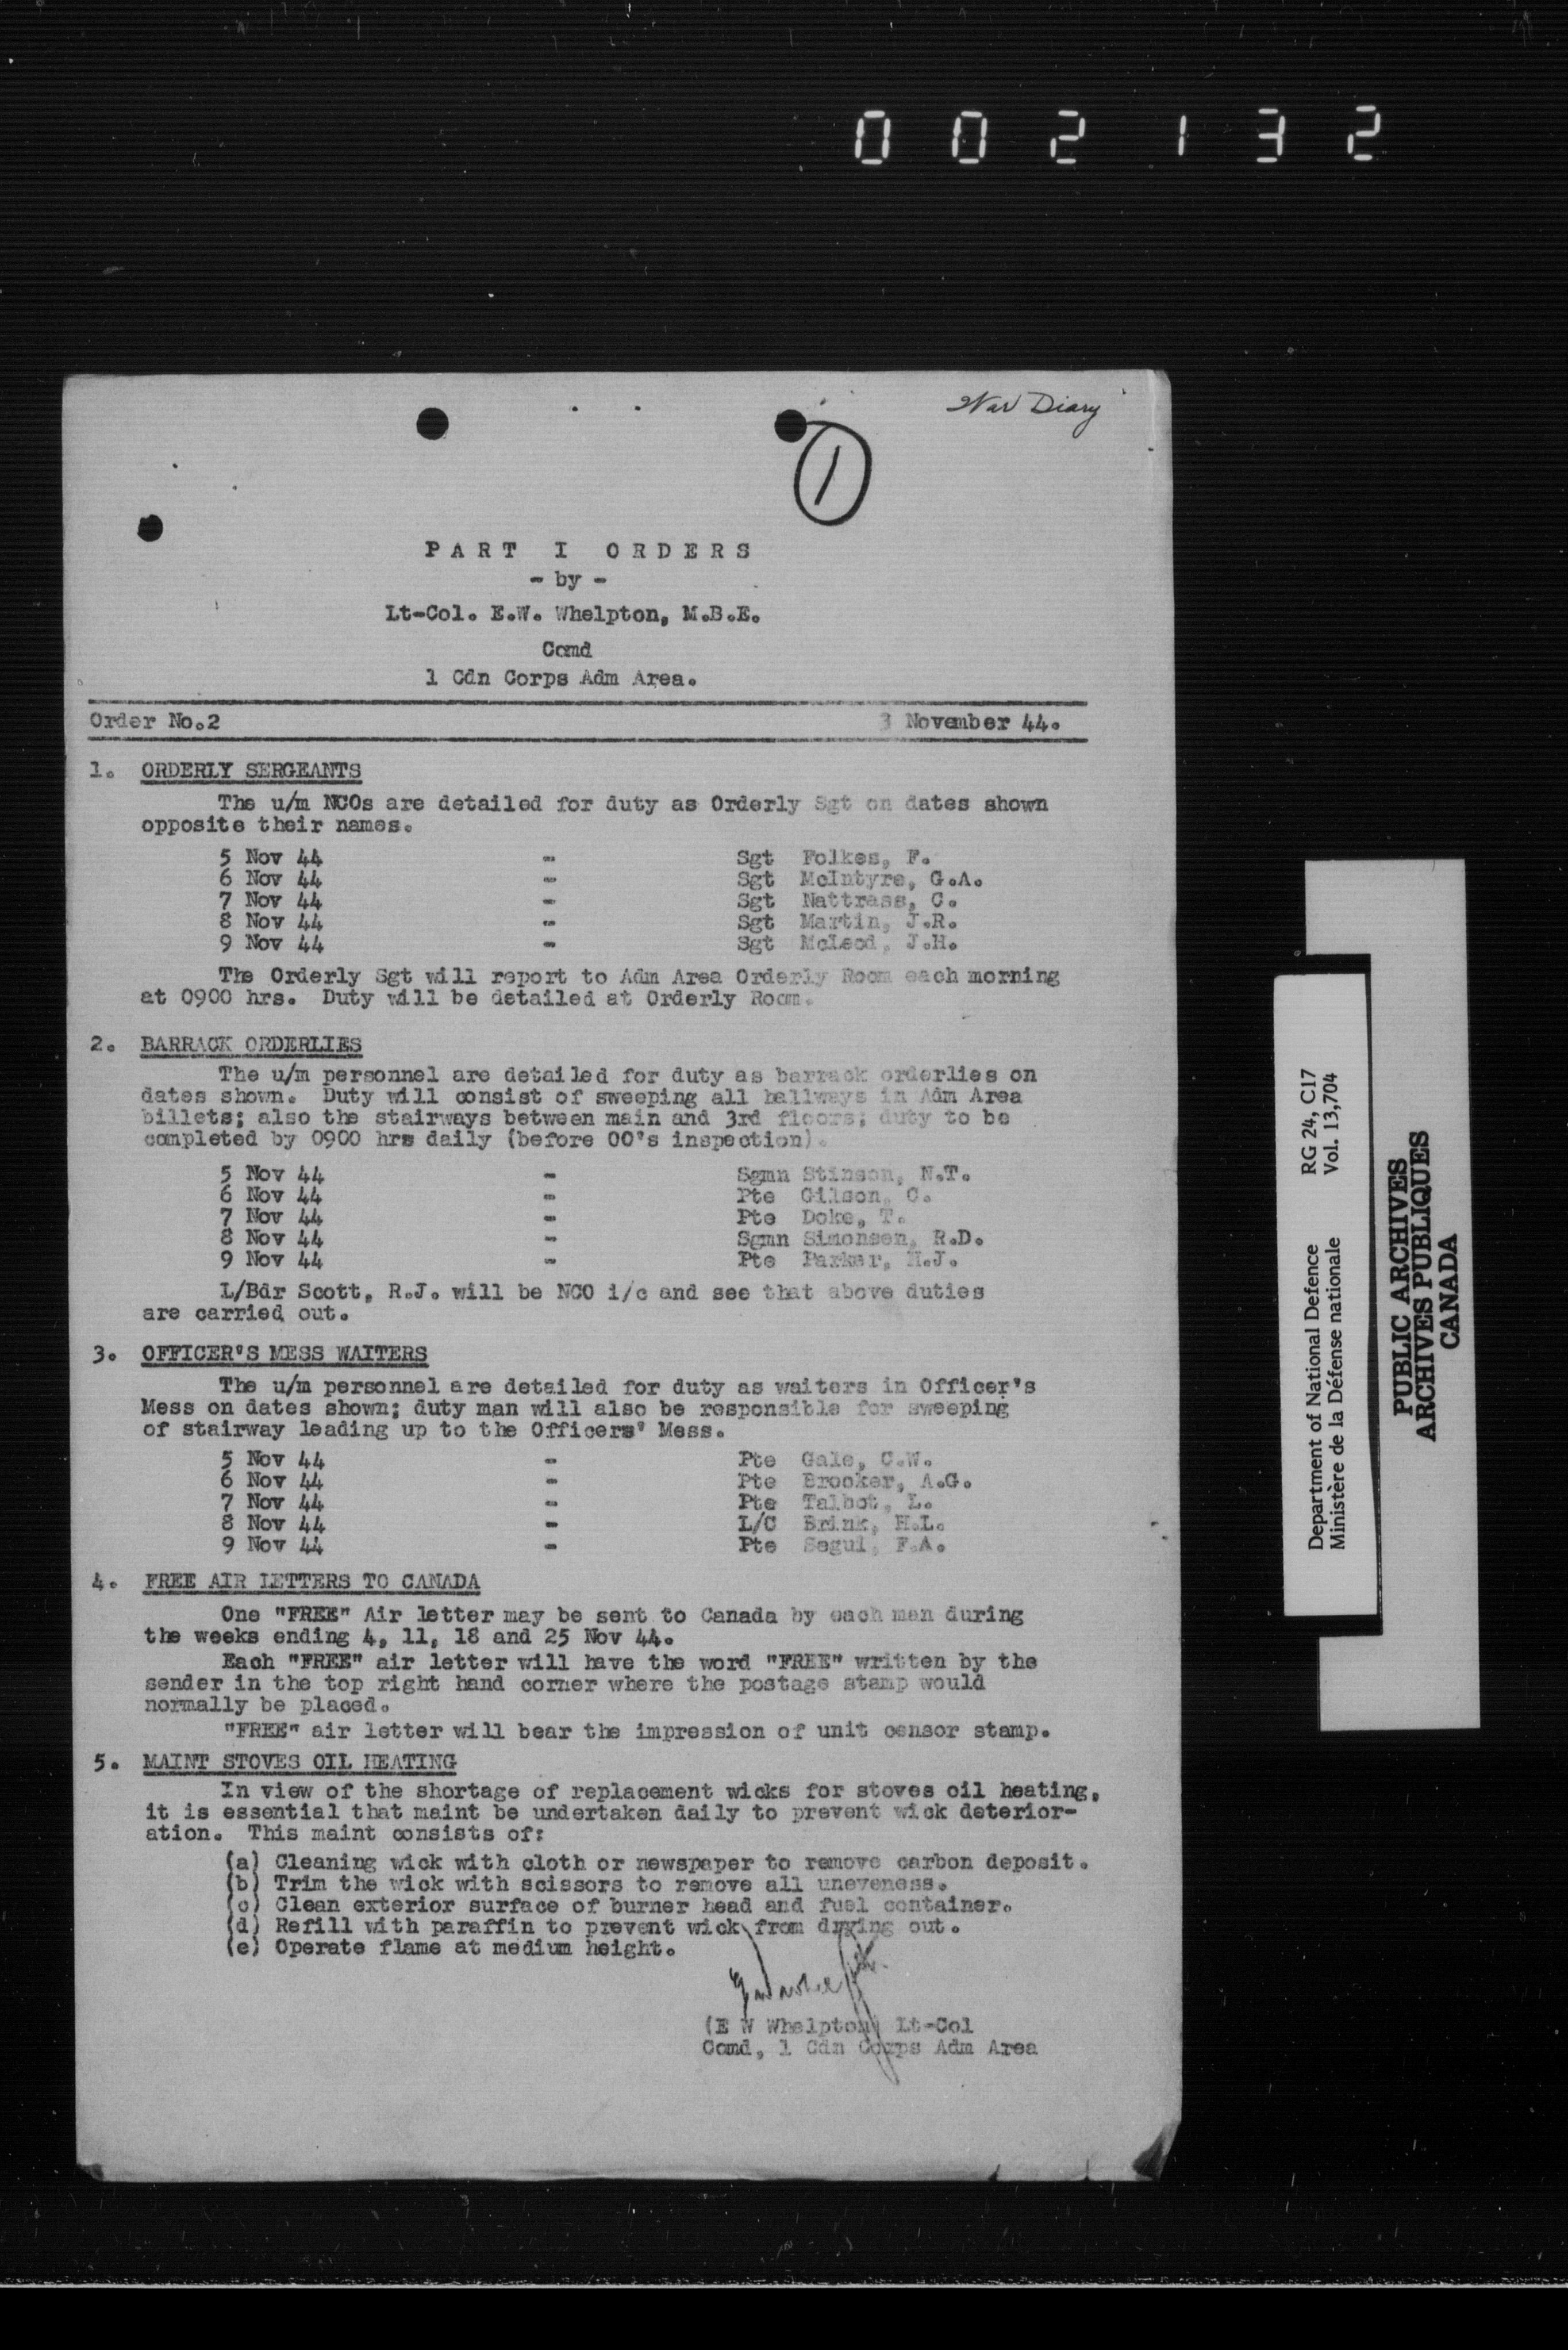 002132
War Diary
1
PART I ORDERS
- by -
Lt-Col. E.W. Whelpton, M.B.E.
Comd
1 Cdn Corps Adm Area.
Order No.2 3 November 44.
1. ORDERLY SERGEANTS
The u/m NCOs are detailed for duty as Orderly Sgt on dates shown
opposite their names.
5 Nov 44 - Sgt Folkes, F.
6 Nov 44 - Sgt McIntyre, G.A.
7 Nov 44 - Sgt Nattrass, C.
8 Nov 44 - Sgt Martin, J.R.
9 Nov 44 - Sgt McLeod, J.H.
The Orderly Sgt will report to Adm Area Orderly Room each morning
at 0900 hrs. Duty will be detailed at Orderly Room.
2. BARRACK ORDERLIES
The u/m personnel are detailed for duty as barrack orderlies on
dates shown. Duty will consist of sweeping all hallways in Adm Area
billets; also the stairways between main and 3rd floors; duty to be
completed by 0900 hrs daily (before OO's inspection).
5 Nov 44 - Sgmn Stinson, N.T.
6 Nov 44 - Pte Gilson, C.
7 Nov 44 - Pte Doke, T.
8 Nov 44 - Sgmn Simonsen, R.D.
9 Nov 44 - Pte Parker, H.J.
L/Bdr Scott, R.J. will be NCO i/c and see that above duties
are carried out.
3. OFFICER'S MESS WAITERS
The u/m personnel are detailed for duty as waiters in Officer's
Mess on dates shown; duty man will also be responsible for sweeping
of stairway leading up to the Officers' Mess.
5 Nov 44 - Pte Gale, C.W.
6 Nov 44 - Pte Brooker, A.G.
7 Nov 44 - Pte Talbot, L.
8 Nov 44 - L/C Brink, H.L.
9 Nov 44 - Pte Segul, F.A.
4. FREE AIR LETTERS TO CANADA
One "FREE" Air letter may be sent to Canada by each man during
the weeks ending 4, 11, 18 and 25 Nov 44.
Each "FREE" air letter will have the word "FREE" written by the
sender in the top right hand corner where the postage stamp would
normally be placed.
"FREE" air letter will bear the impression of unit censor stamp.
5. MAINT STOVES OIL HEATING
In view of the shortage of replacement wicks for stoves oil heating,
it is essential that maint be undertaken daily to prevent wick deterior-
ation. This maint consists of:
(a) Cleaning wick with cloth or newspaper to remove carbon deposit.
(b) Trim the wick with scissors to remove all uneveness.
(c) Clean exterior surface of burner head and fuel container.
(d) Refill with paraffin to prevent wick from drying out.
(e) Operate flame at medium height.
(E W Whelpton) Lt-Col
Comd, 1 Cdn Corps Adm Area
Department of National Defence RG 24, C17
Ministère de la Défense nationale Vol. 13,704
PUBLIC ARCHIVES
ARCHIVES PUBLIQUES
CANADA